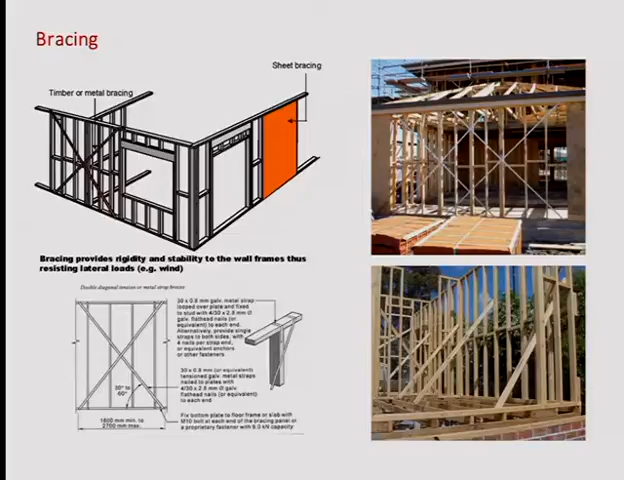 Bracing
Sheet bracing
Timber or metal bracing
Bracing provides rigidity and stability to the wall frames thus
resisting lateral loads (e.g. wind)
Double diagonal tension or metal strap braces
30 x 0.8 mm galv. metal strap
looped over plate and fixed
to stud with 4/30 x 2.8 mm Ø
galv. flathead nails (or
equivalent) to each end.
Alternatively, provide single
straps to both sides, with
4 nails per strap end,
or equivalent anchors
or other fasteners
30 x 0.8 mm (or equivalent)
tensioned galv. metal straps
nailed to plates with
4/30 x 2.8 mm Ø galv.
flathead nails (or equivalent)
to each end
30° to
60°
Fix bottom plate to floor frame or slab with
M10 bolt at each end of the bracing panel or
a proprietary fastener with
kN capacity
1800 mm min. to
2700 mm max.